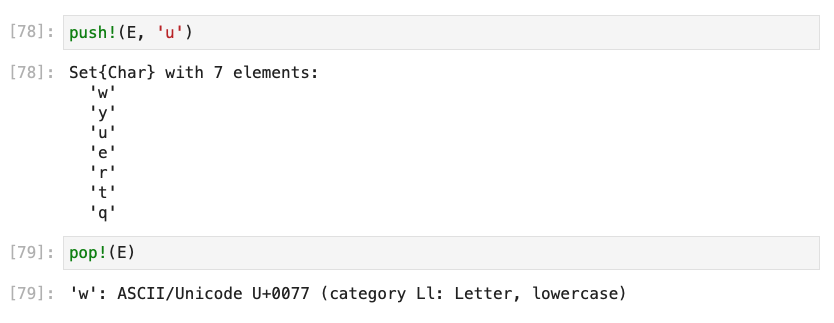 [78]: push!(E, 'u')
[78]: Set{Char} with 7 elements:
'w'
'y'
'u'
'e'
'r'
't'
'q'
[79]: pop!(E)
[79]: 'w': ASCII/Unicode U+0077 (category Ll: Letter, lowercase)